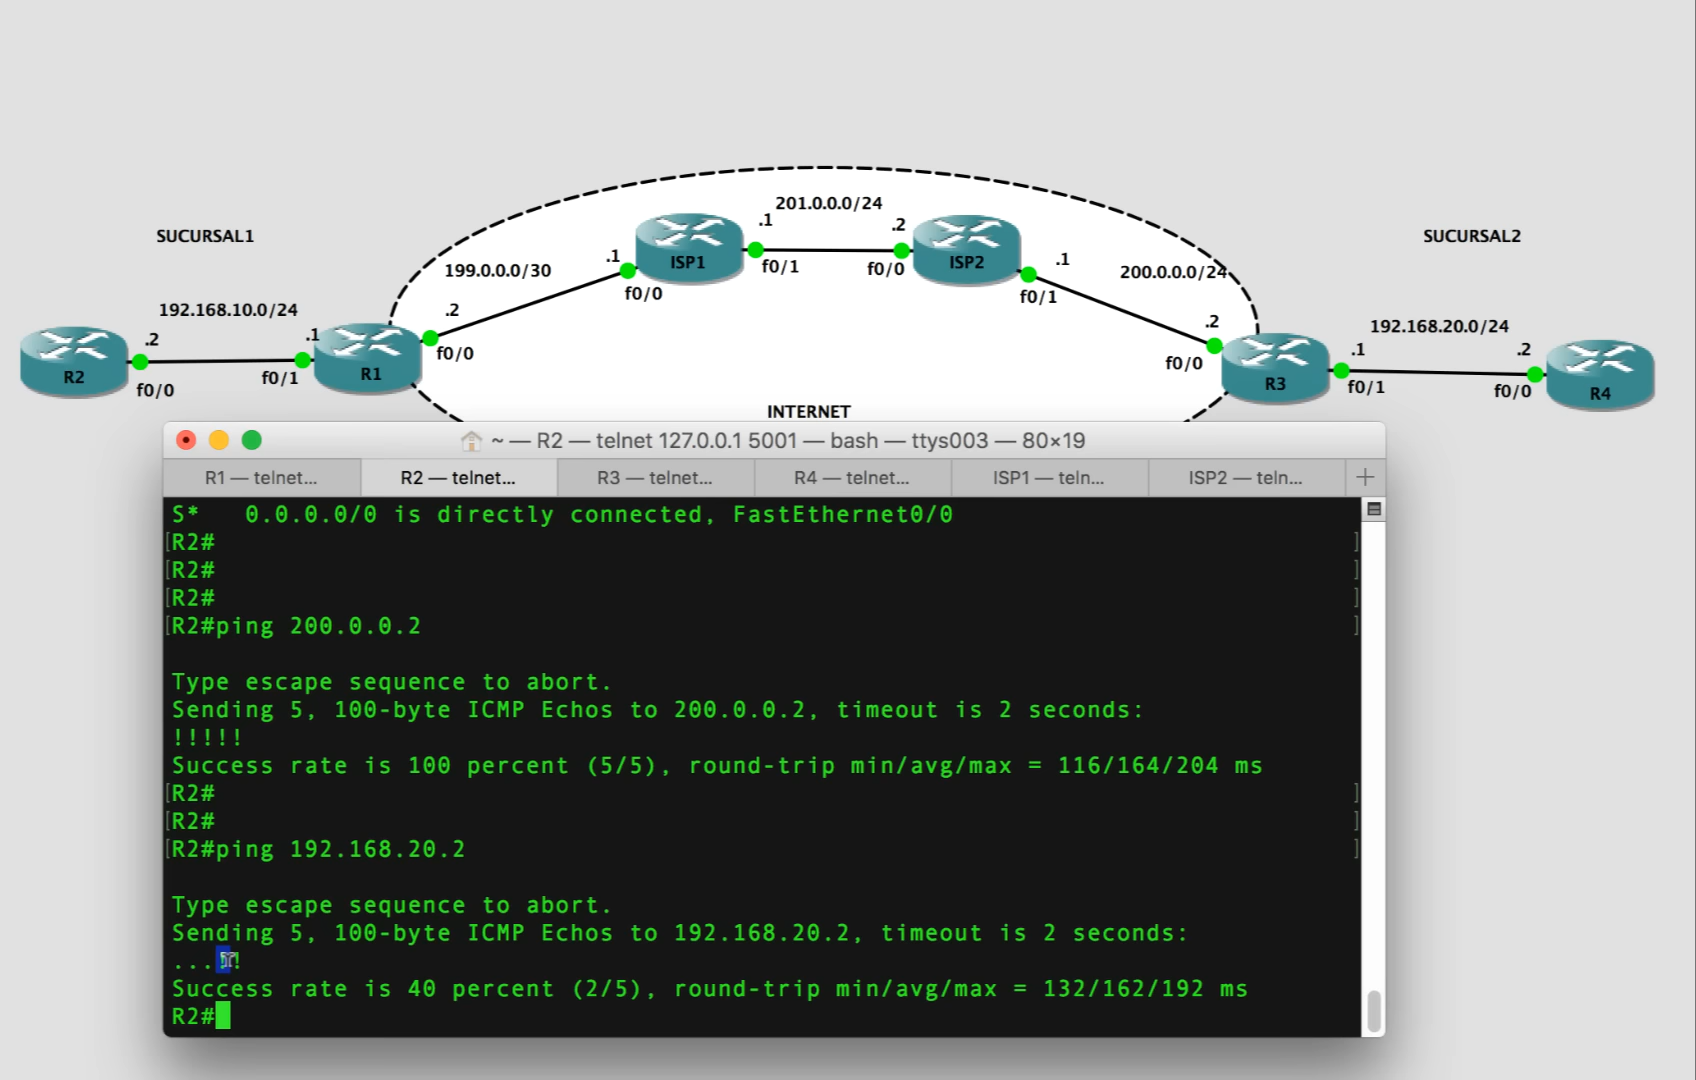 201.0.0.0/24
SUCURSAL1
.1
.2
SUCURSAL2
199.0.0.0/30
.1
ISP1
f0/1
f0/0
ISP2
.1
200.0.0.0/24
f0/0
f0/1
192.168.10.0/24
.2
.2
192.168.20.0/24
.2
.1
f0/0
.1
.2
R2
f0/1
R1
f0/0
R3
f0/1
f0/0
R4
f0/0
INTERNET
~ — R2 — telnet 127.0.0.1 5001 — bash — ttys003 — 80×19
R1 — telnet... R2 — telnet... R3 — telnet... R4 — telnet... ISP1 — teln... ISP2 — teln... +
S*   0.0.0.0/0 is directly connected, FastEthernet0/0
[R2# ]
[R2# ]
[R2# ]
[R2#ping 200.0.0.2 ]
Type escape sequence to abort.
Sending 5, 100-byte ICMP Echos to 200.0.0.2, timeout is 2 seconds:
!!!!!
Success rate is 100 percent (5/5), round-trip min/avg/max = 116/164/204 ms
[R2# ]
[R2# ]
[R2#ping 192.168.20.2 ]
Type escape sequence to abort.
Sending 5, 100-byte ICMP Echos to 192.168.20.2, timeout is 2 seconds:
...!!
Success rate is 40 percent (2/5), round-trip min/avg/max = 132/162/192 ms
R2#